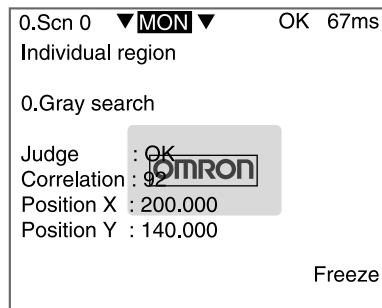 0.Scn 0 ▼MON▼ OK 67ms
Individual region
0.Gray search
Judge : OK
OMRON
Correlation : 92
Position X : 200.000
Position Y : 140.000
Freeze